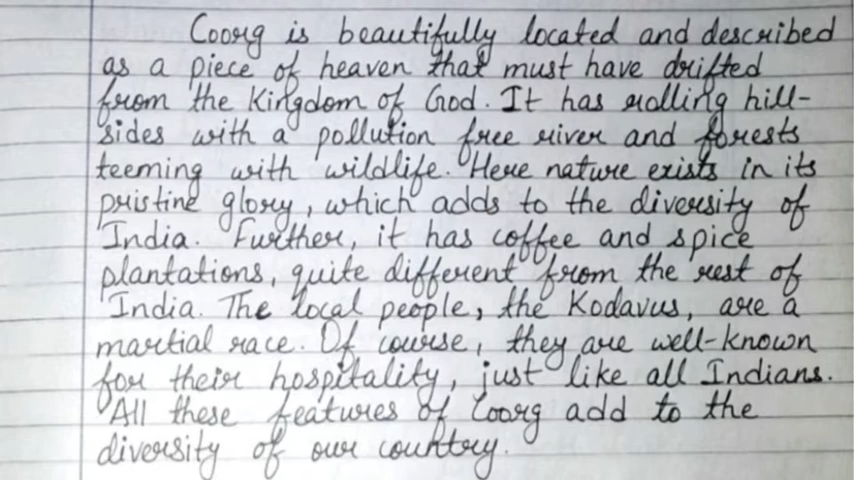 Coorg is beautifully located and described
as a piece of heaven that must have drifted
from the Kingdom of God. It has rolling hill-
sides with a pollution free river and forests
teeming with wildlife. Here nature exists in its
pristine glory, which adds to the diversity of
India. Further, it has coffee and spice
plantations, quite different from the rest of
India. The local people, the Kodavus, are a
martial race. Of course, they are well-known
for their hospitality, just like all Indians.
All these features of Coorg add to the
diversity of our country.